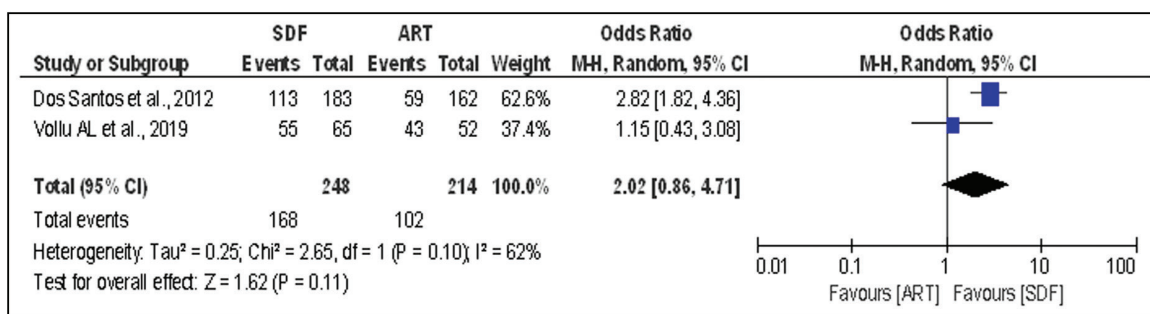 SDF ART Odds Ratio Odds Ratio
Study or Subgroup Events Total Events Total Weight M-H, Random, 95% CI M-H, Random, 95% CI
Dos Santos et al., 2012 113 183 59 162 62.6% 2.82 [1.82, 4.36]
Vollu AL et al., 2019 55 65 43 52 37.4% 1.15 [0.43, 3.08]
Total (95% CI) 248 214 100.0% 2.02 [0.86, 4.71]
Total events 168 102
Heterogeneity: Tau² = 0.25; Chi² = 2.65, df = 1 (P = 0.10); I² = 62%
Test for overall effect: Z = 1.62 (P = 0.11)
0.01 0.1 1 10 100
Favours [ART] Favours [SDF]